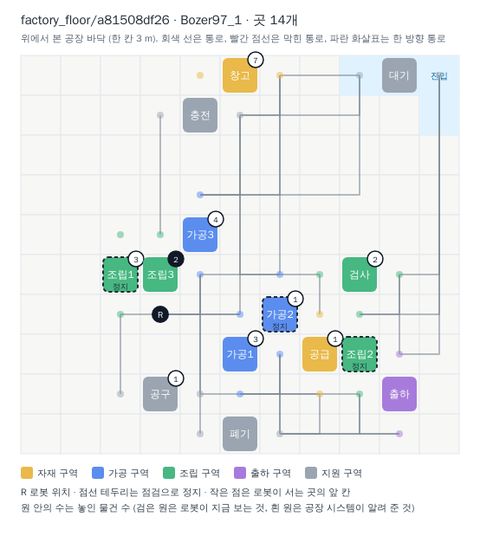 factory_floor/a81508df26 · Bozer97_1 · 곳 14개
위에서 본 공장 바닥 (한 칸 3 m). 회색 선은 통로, 빨간 점선은 막힌 통로, 파란 화살표는 한 방향 통로
창고 7
대기
전립
충전
가공3 4
조립1 3
정지
조립3 2
검사 2
R
가공2 1
정지
가공1 3
공급 1
조립2
정지
공구 1
출하
폐기
자재 구역
가공 구역
조립 구역
출하 구역
지원 구역
R 로봇 위치 · 점선 테두리는 점검으로 정지 · 작은 점은 로봇이 서는 곳의 앞 칸
원 안의 수는 놓인 물건 수 (검은 원은 로봇이 지금 보는 것, 흰 원은 공장 시스템이 알려 준 것)